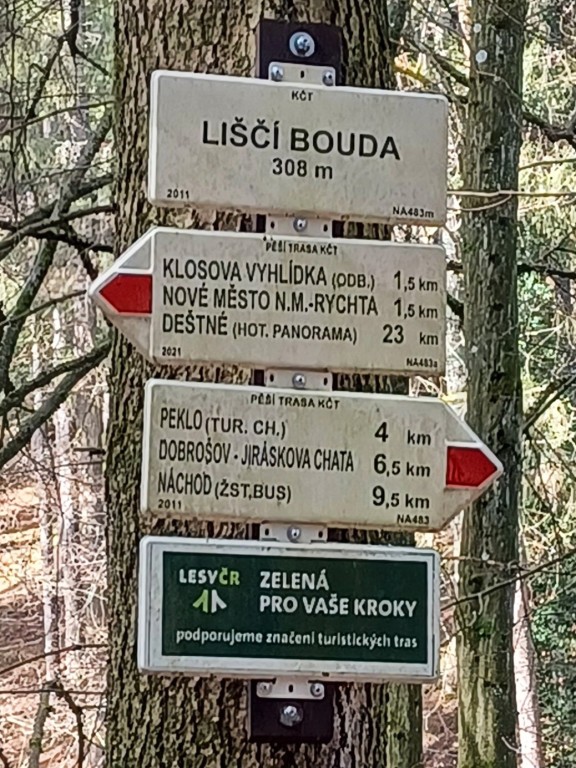 KČT
LIŠČÍ BOUDA
308 m
2011 NA483m
PĚŠÍ TRASA KČT
KLOSOVA VYHLÍDKA (ODB.) 1,5 km
NOVÉ MĚSTO N.M.-RYCHTA 1,5 km
DEŠTNÉ (HOT. PANORAMA) 23 km
2021 NA483a
PĚŠÍ TRASA KČT
PEKLO (TUR. CH.) 4 km
DOBROŠOV - JIRÁSKOVA CHATA 6,5 km
NÁCHOD (ŽST,BUS) 9,5 km
2011 NA483
LESY ČR ZELENÁ
PRO VAŠE KROKY
podporujeme značení turistických tras